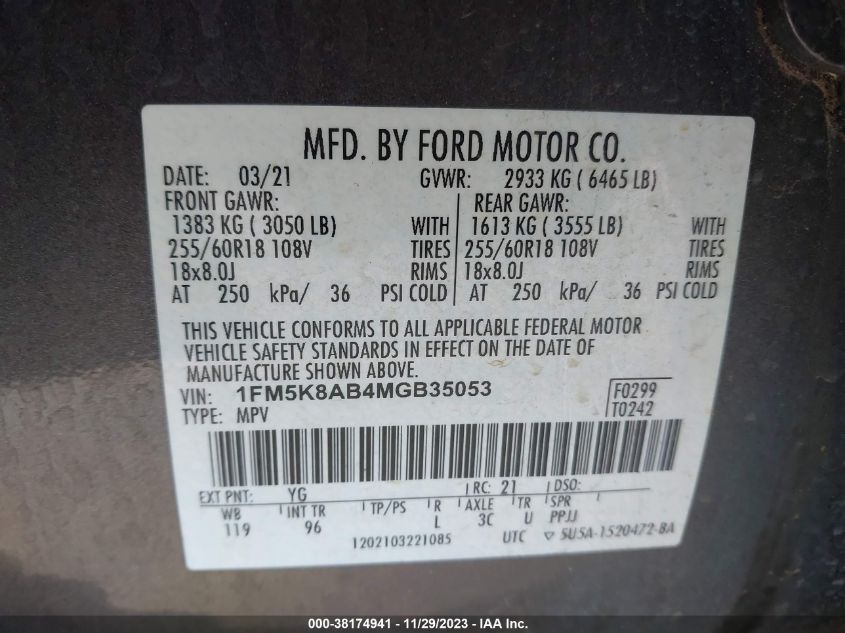 MFD. BY FORD MOTOR CO.
DATE: 03/21 GVWR: 2933 KG ( 6465 LB)
FRONT GAWR: REAR GAWR:
1383 KG ( 3050 LB) WITH 1613 KG ( 3555 LB) WITH
255/60R18 108V TIRES 255/60R18 108V TIRES
18x8.0J RIMS 18x8.0J RIMS
AT 250 kPa/ 36 PSI COLD AT 250 kPa/ 36 PSI COLD
THIS VEHICLE CONFORMS TO ALL APPLICABLE FEDERAL MOTOR
VEHICLE SAFETY STANDARDS IN EFFECT ON THE DATE OF
MANUFACTURE SHOWN ABOVE.
VIN: 1FM5K8AB4MGB35053 F0299
TYPE: MPV T0242
EXT PNT: YG RC: 21 DSO:
WB INT TR TP/PS R AXLE TR SPR
119 96 L 3C U PPJJ
1202103221085 UTC ▽ 5U5A-1520472-BA
000-38174941 - 11/29/2023 - IAA Inc.